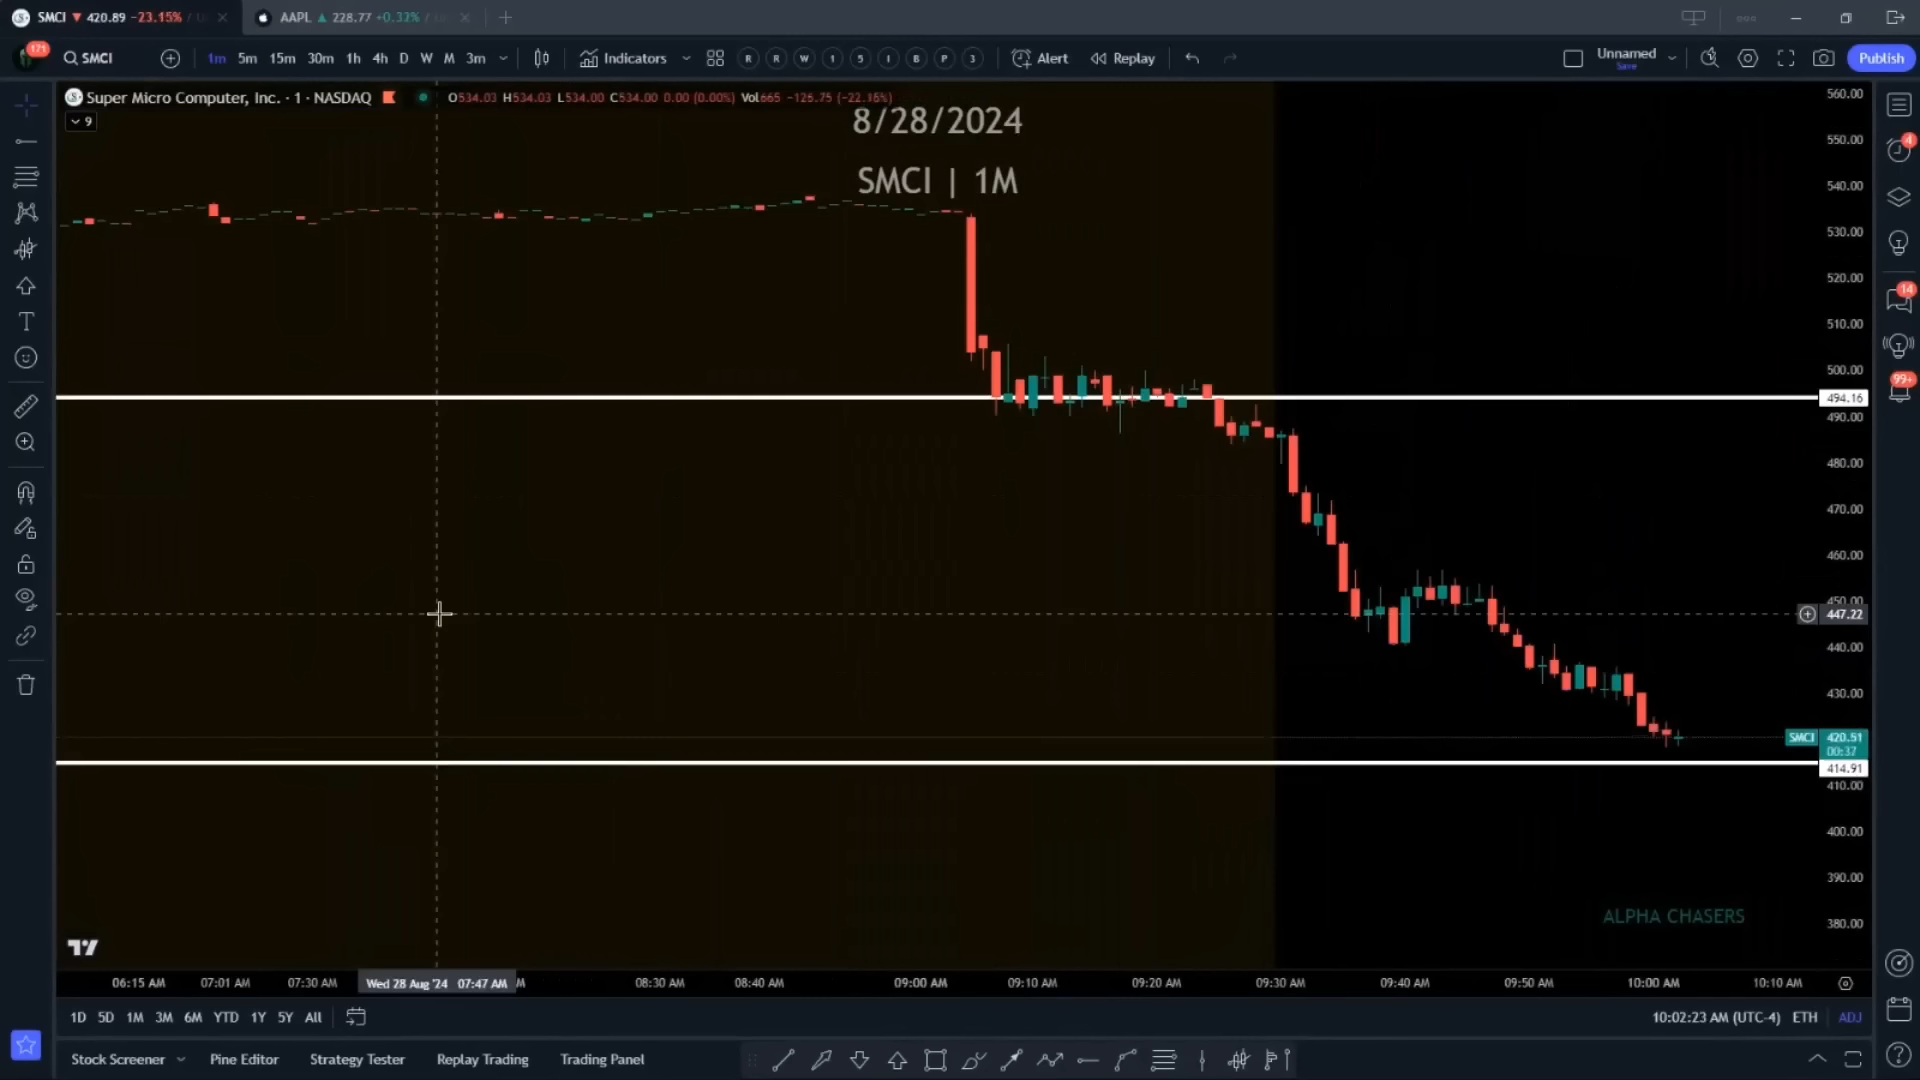 SMCI ▼ 420.89 -23.15% / U
AAPL ▲ 228.77 +0.33% / U
171
SMCI
1m 5m 15m 30m 1h 4h D W M 3m
Indicators
R R W 1 5 I B P 3
Alert
Replay
Unnamed
Save
Publish
Super Micro Computer, Inc. · 1 · NASDAQ
O534.03 H534.03 L534.00 C534.00 0.00 (0.00%) Vol665 -126.75 (-22.16%)
9
8/28/2024
SMCI | 1M
560.00
550.00
540.00
530.00
520.00
510.00
500.00
494.16
490.00
480.00
470.00
460.00
450.00
447.22
440.00
430.00
SMCI 420.51
00:37
414.91
410.00
400.00
390.00
380.00
4
14
99+
ALPHA CHASERS
06:15 AM 07:01 AM 07:30 AM Wed 28 Aug '24 07:47 AM M 08:30 AM 08:40 AM 09:00 AM 09:10 AM 09:20 AM 09:30 AM 09:40 AM 09:50 AM 10:00 AM 10:10 AM
1D 5D 1M 3M 6M YTD 1Y 5Y All
10:02:23 AM (UTC-4) ETH ADJ
Stock Screener Pine Editor Strategy Tester Replay Trading Trading Panel